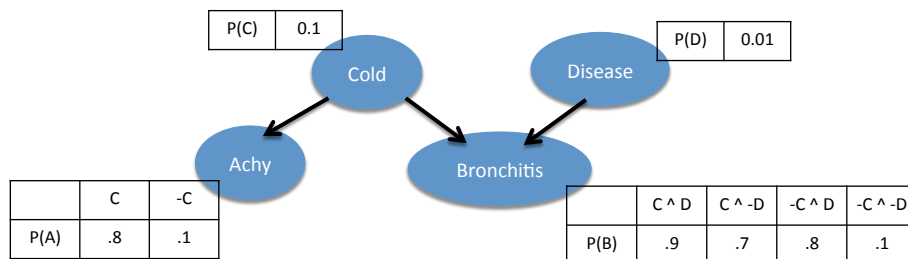 P(C) 0.1
P(D) 0.01
Cold
Disease
Achy
Bronchitis
C -C
P(A) .8 .1
C ^ D C ^ -D -C ^ D -C ^ -D
P(B) .9 .7 .8 .1